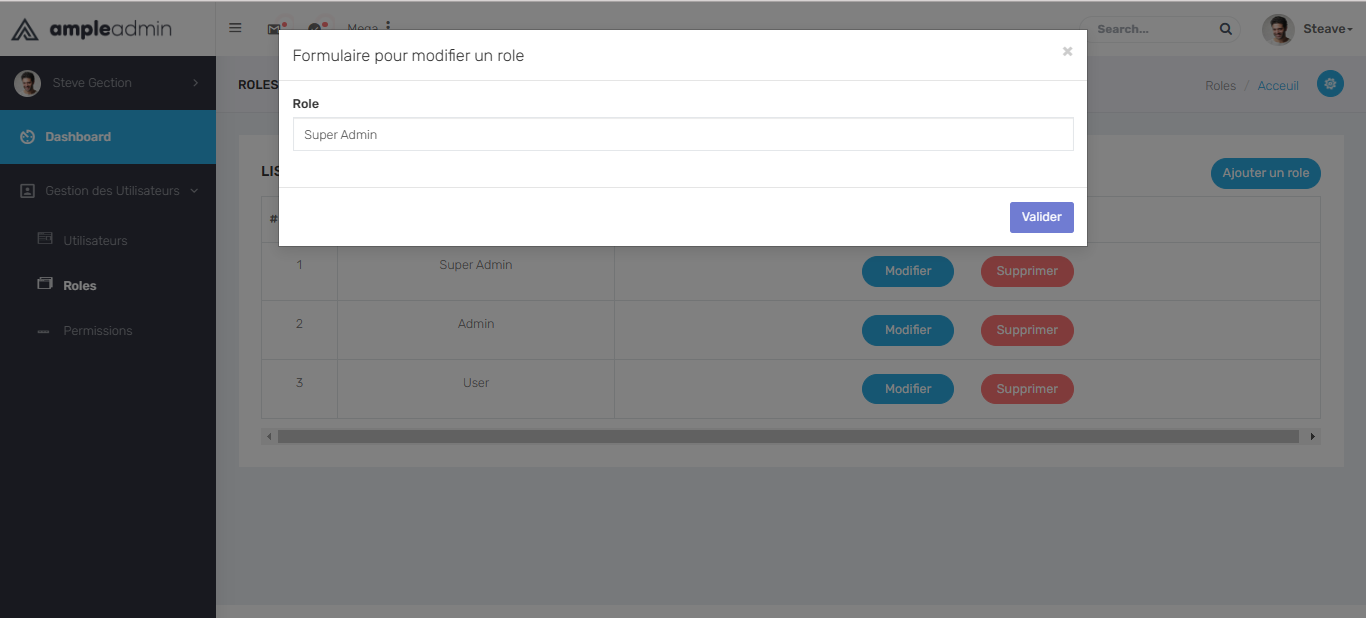 ampleadmin
Mega
Search...
Steave
Steve Gection
ROLES
Roles / Acceuil
Formulaire pour modifier un role
×
Role
Super Admin
Valider
Dashboard
Gestion des Utilisateurs
Utilisateurs
Roles
Permissions
Ajouter un role
#
1 Super Admin Modifier Supprimer
2 Admin Modifier Supprimer
3 User Modifier Supprimer